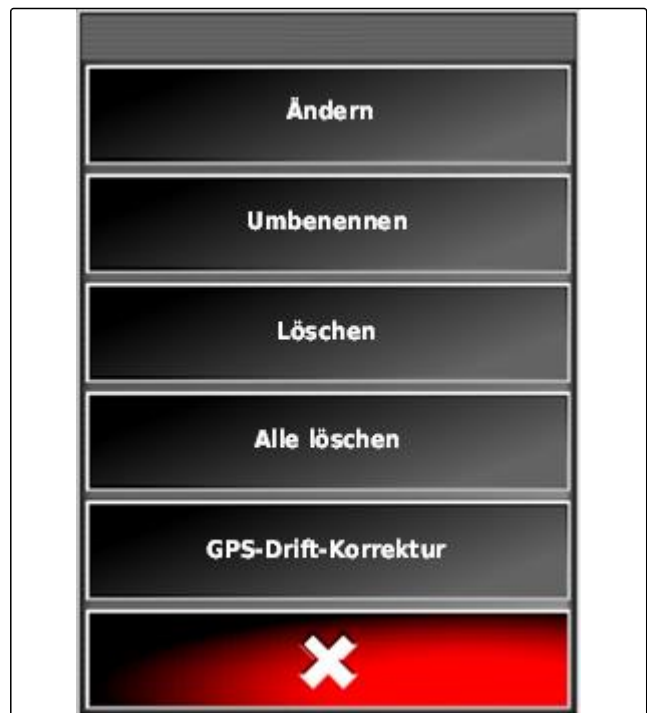 Ändern
Umbenennen
Löschen
Alle löschen
GPS-Drift-Korrektur